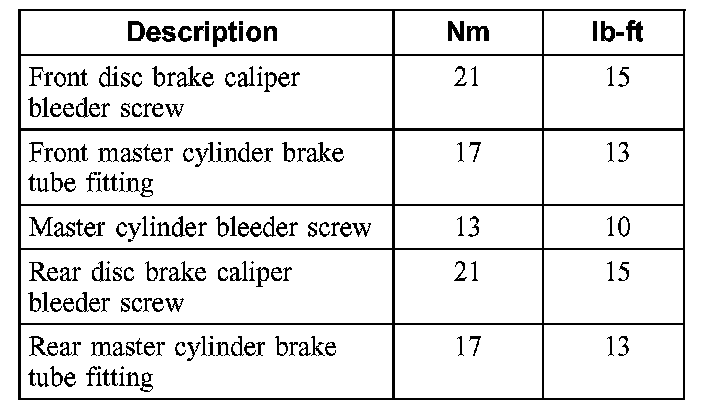 Description Nm lb-ft
Front disc brake caliper 21 15
bleeder screw
Front master cylinder brake 17 13
tube fitting
Master cylinder bleeder screw 13 10
Rear disc brake caliper 21 15
bleeder screw
Rear master cylinder brake 17 13
tube fitting